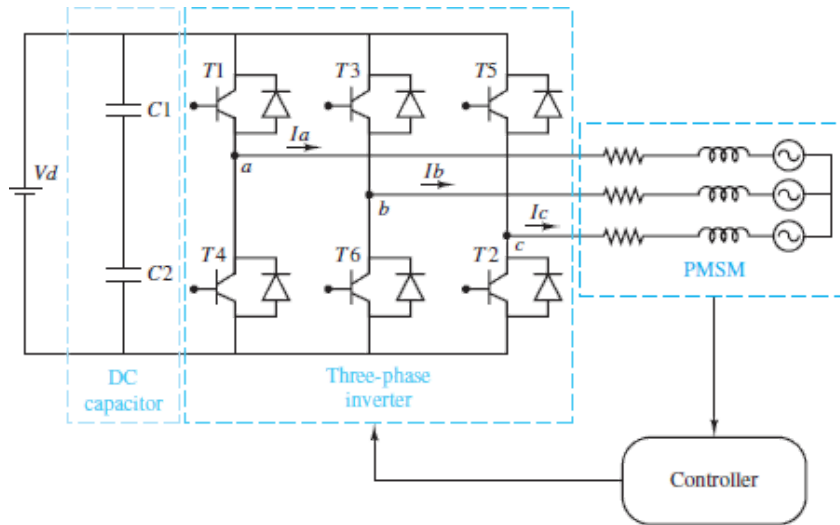 T1
T3
T5
C1
Ia
Vd
a
Ib
b
Ic
c
T4
T6
T2
C2
PMSM
DC
capacitor
Three-phase
inverter
Controller